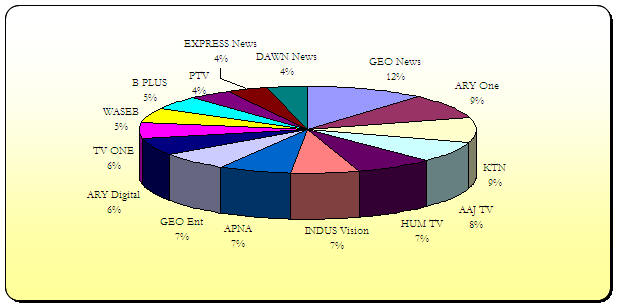 EXPRESS News
4%
DAWN News
4%
GEO News
12%
ARY One
9%
KTN
9%
AAJ TV
8%
HUM TV
7%
INDUS Vision
7%
APNA
7%
GEO Ent
7%
ARY Digital
6%
TV ONE
6%
WASEB
5%
B PLUS
5%
PTV
4%